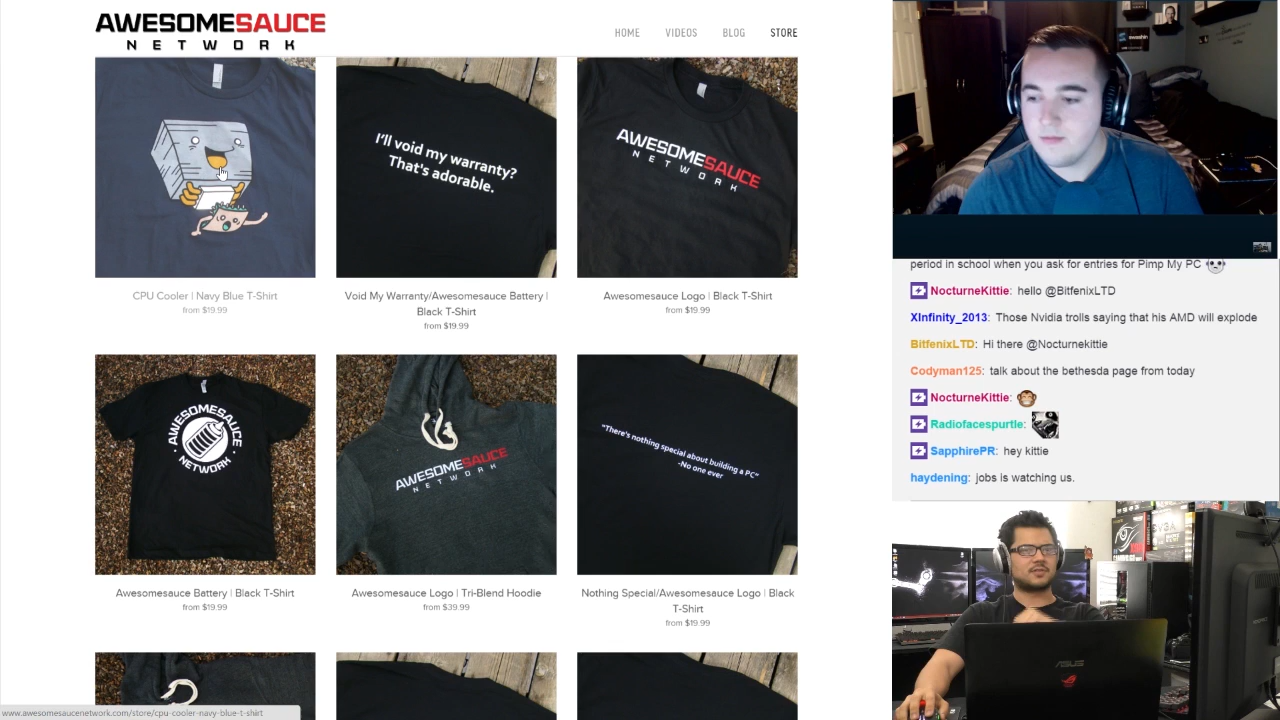 AWESOMESAUCE
NETWORK
HOME VIDEOS BLOG STORE
I'll void my warranty?
That's adorable.
AWESOMESAUCE
NETWORK
CPU Cooler | Navy Blue T-Shirt
from $19.99
Void My Warranty/Awesomesauce Battery |
Black T-Shirt
from $19.99
Awesomesauce Logo | Black T-Shirt
from $19.99
AWESOMESAUCE
NETWORK
AWESOMESAUCE
NETWORK
"There's nothing special about building a PC"
-No one ever
Awesomesauce Battery | Black T-Shirt
from $19.99
Awesomesauce Logo | Tri-Blend Hoodie
from $39.99
Nothing Special/Awesomesauce Logo | Black
T-Shirt
from $19.99
www.awesomesaucenetwork.com/store/cpu-cooler-navy-blue-t-shirt
period in school when you ask for entries for Pimp My PC
NocturneKittie: hello @BitfenixLTD
XInfinity_2013: Those Nvidia trolls saying that his AMD will explode
BitfenixLTD: Hi there @Nocturnekittie
Codyman125: talk about the bethesda page from today
NocturneKittie:
Radiofacespurtle:
SapphirePR: hey kittie
haydening: jobs is watching us.
EVGA
ASUS